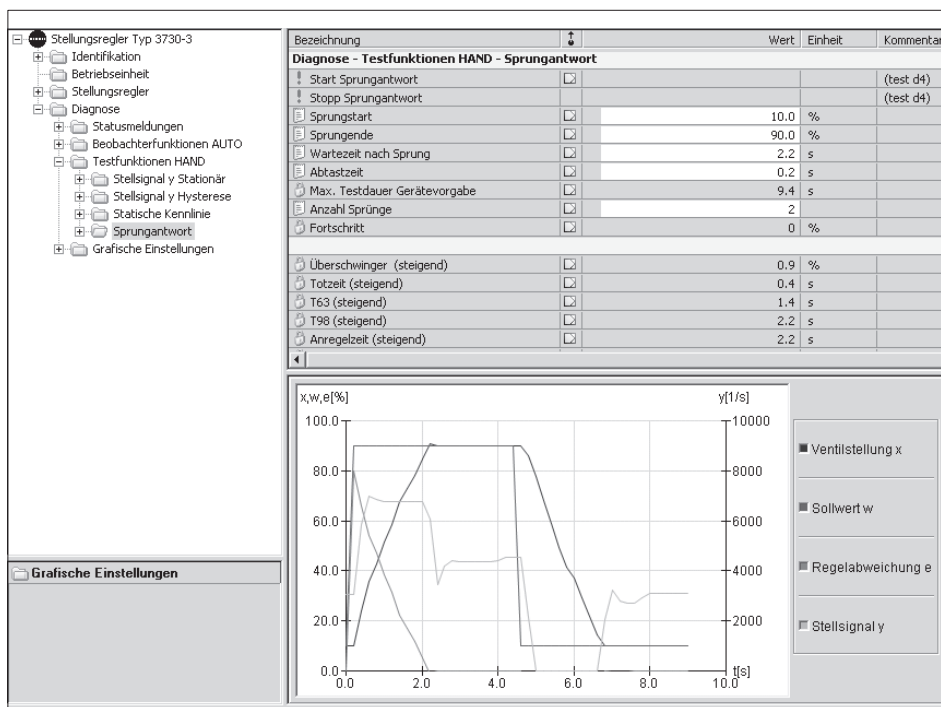 Stellungsregler Typ 3730-3
Identifikation
Betriebseinheit
Stellungsregler
Diagnose
Statusmeldungen
Beobachterfunktionen AUTO
Testfunktionen HAND
Stellsignal y Stationär
Stellsignal y Hysterese
Statische Kennlinie
Sprungantwort
Grafische Einstellungen
Grafische Einstellungen
Bezeichnung Wert Einheit Kommentar
Diagnose - Testfunktionen HAND - Sprungantwort
Start Sprungantwort (test d4)
Stopp Sprungantwort (test d4)
Sprungstart 10.0 %
Sprungende 90.0 %
Wartezeit nach Sprung 2.2 s
Abtastzeit 0.2 s
Max. Testdauer Gerätevorgabe 9.4 s
Anzahl Sprünge 2
Fortschritt 0 %
Überschwinger (steigend) 0.9 %
Totzeit (steigend) 0.4 s
T63 (steigend) 1.4 s
T98 (steigend) 2.2 s
Anregelzeit (steigend) 2.2 s
x,w,e[%] y[1/s]
100.0 10000
80.0 8000
60.0 6000
40.0 4000
20.0 2000
0.0 0 t[s]
0.0 2.0 4.0 6.0 8.0 10.0
Ventilstellung x
Sollwert w
Regelabweichung e
Stellsignal y